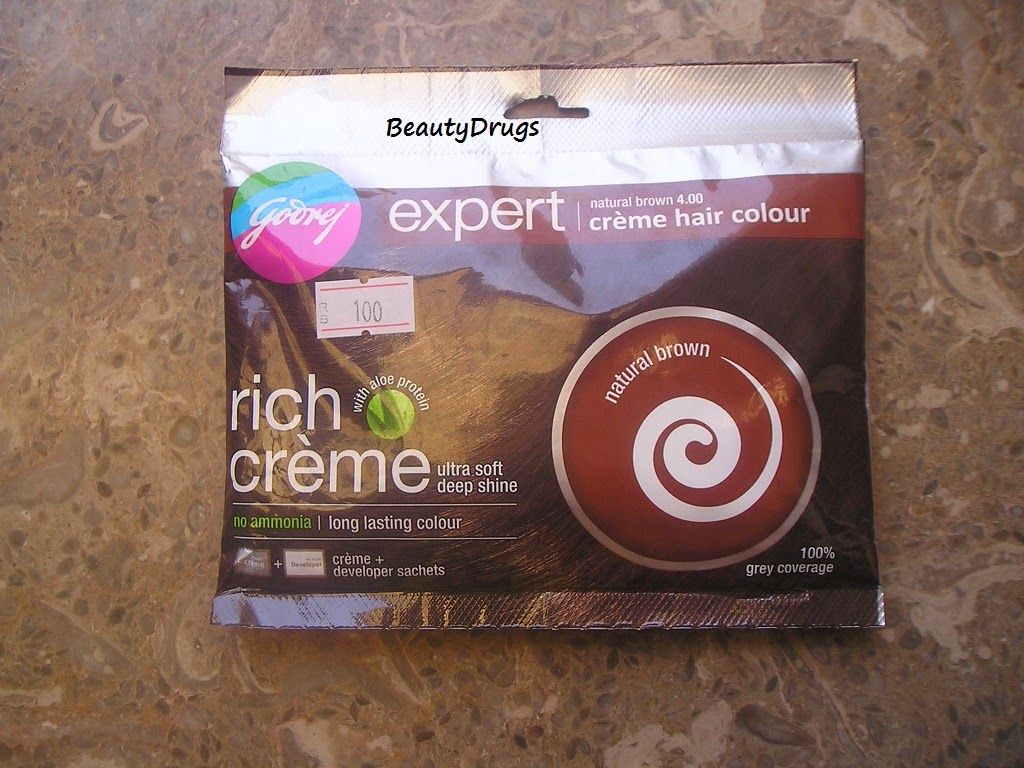 BeautyDrugs
Godrej
expert
natural brown 4.00
crème hair colour
RS 100
natural brown
rich
crème
with aloe protein
ultra soft
deep shine
no ammonia | long lasting colour
crème + Developer
crème +
developer sachets
100%
grey coverage